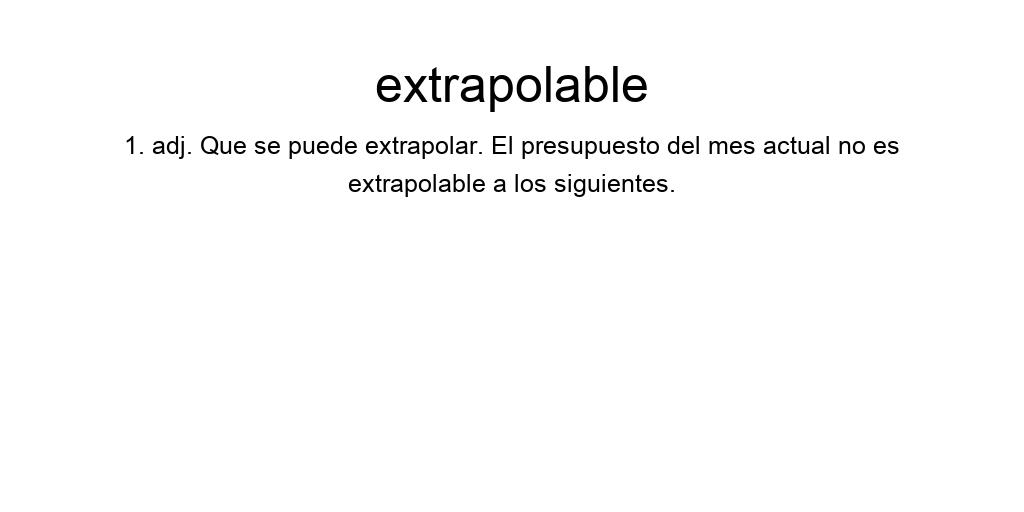 extrapolable
1. adj. Que se puede extrapolar. El presupuesto del mes actual no es
extrapolable a los siguientes.